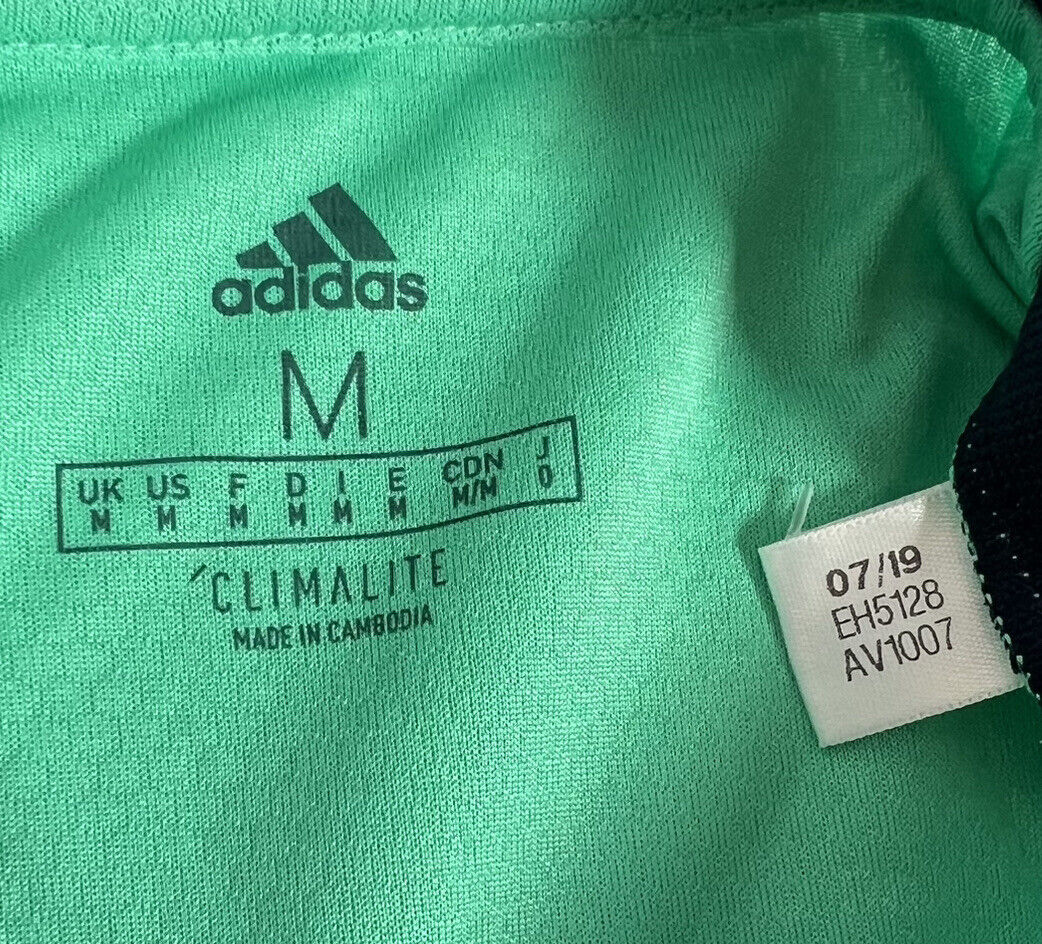 adidas
M
UK US F D I E CDN J
M M M M M M M/M O
CLIMALITE
MADE IN CAMBODIA
07/19
EH5128
AV1007